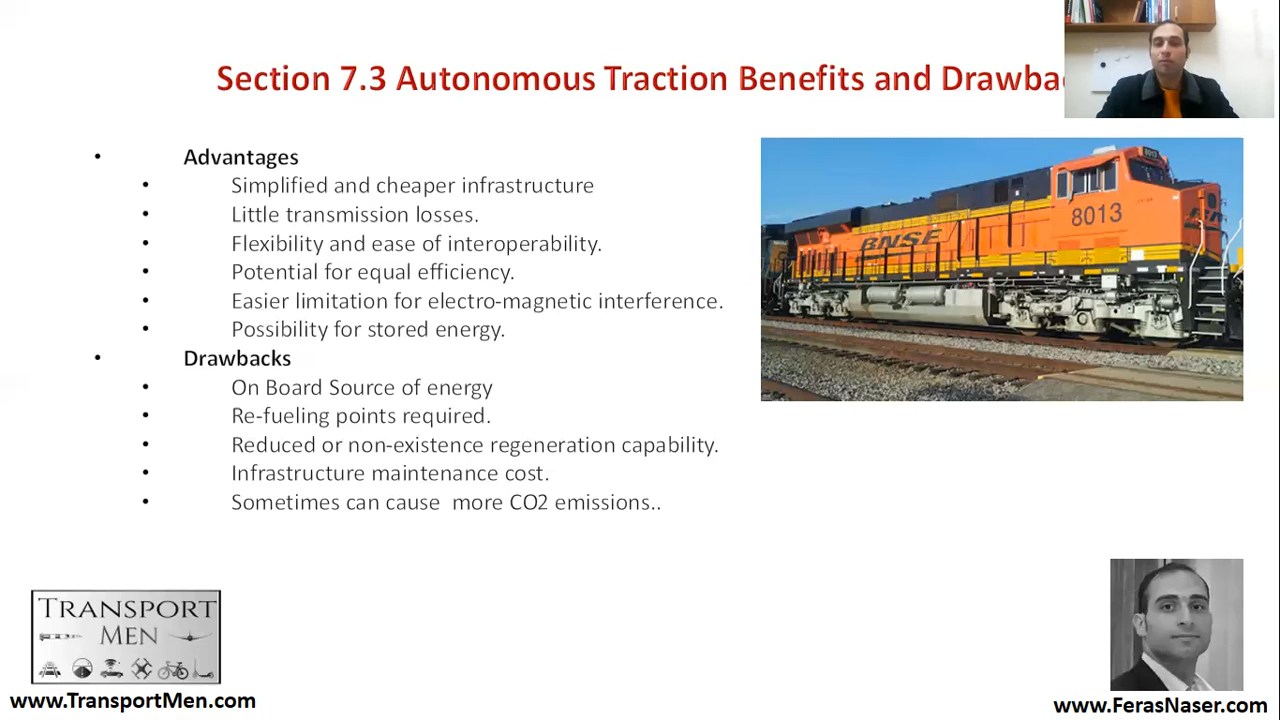 Section 7.3 Autonomous Traction Benefits and Drawba
Advantages
Simplified and cheaper infrastructure
Little transmission losses.
Flexibility and ease of interoperability.
Potential for equal efficiency.
Easier limitation for electro-magnetic interference.
Possibility for stored energy.
Drawbacks
On Board Source of energy
Re-fueling points required.
Reduced or non-existence regeneration capability.
Infrastructure maintenance cost.
Sometimes can cause  more CO2 emissions..
BNSF
8013
TRANSPORT
MEN
www.TransportMen.com
www.FerasNaser.com